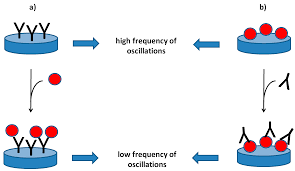 a)
b)
high frequency of
oscillations
low frequency of
oscillations